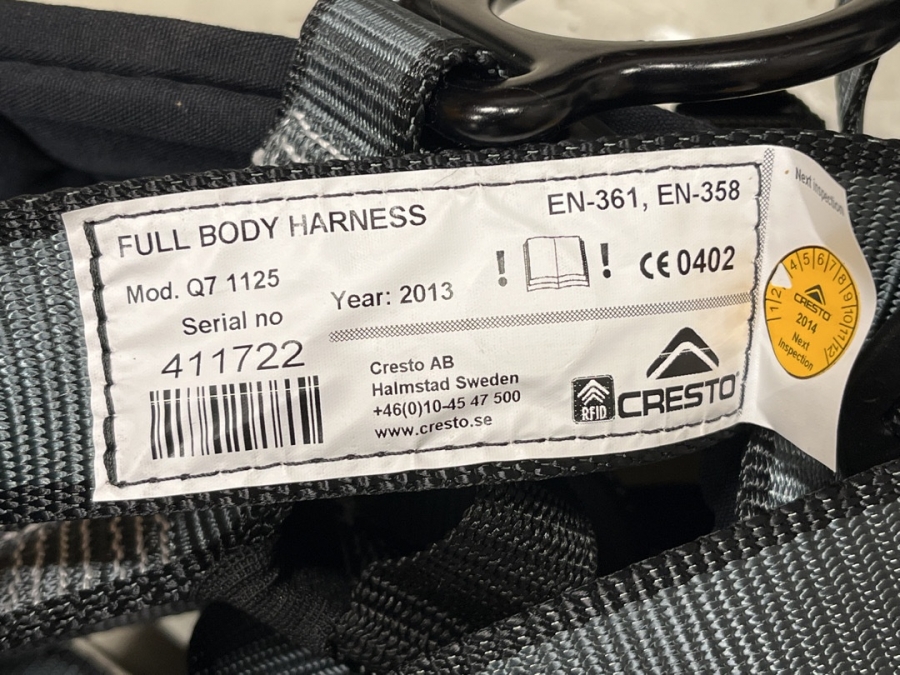 FULL BODY HARNESS
EN-361, EN-358
Mod. Q7 1125
Year: 2013
! ! CE 0402
Serial no
411722
Cresto AB
Halmstad Sweden
+46(0)10-45 47 500
www.cresto.se
RFID
CRESTO
Next inspection
1 2 4 5 6 7 8 9 10 11 12
CRESTO
2014
Next
Inspection